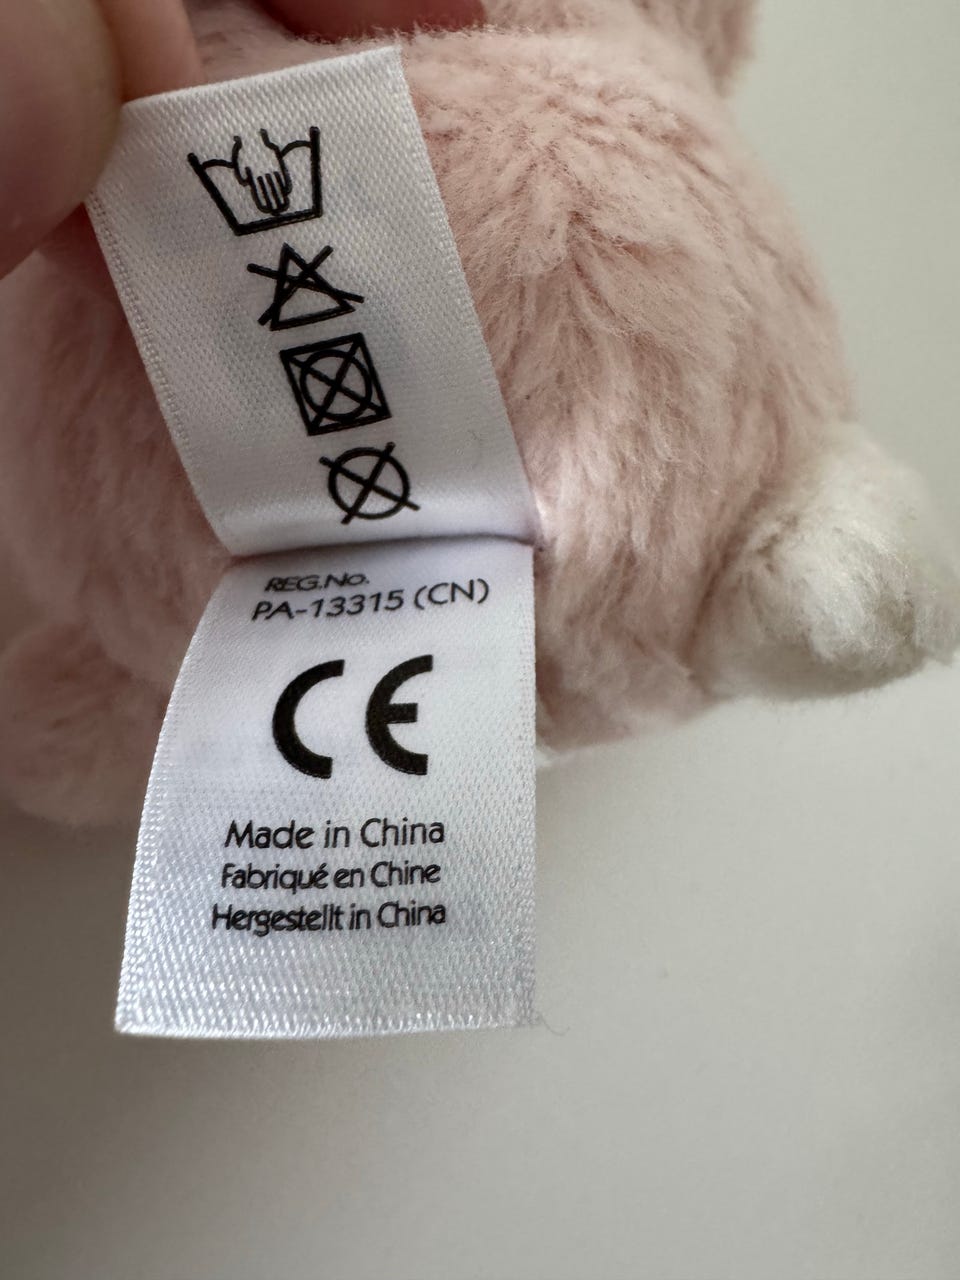 REG.No.
PA-13315 (CN)
CE
Made in China
Fabriqué en Chine
Hergestellt in China